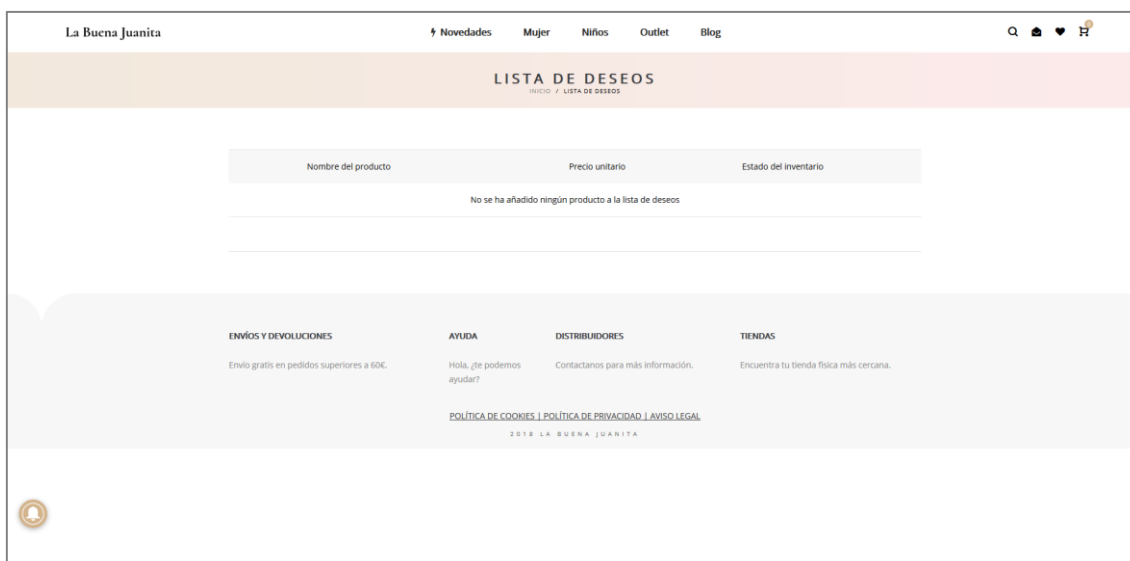 La Buena Juanita
Novedades Mujer Niños Outlet Blog
0
LISTA DE DESEOS
INICIO / LISTA DE DESEOS
Nombre del producto Precio unitario Estado del inventario
No se ha añadido ningún producto a la lista de deseos
ENVÍOS Y DEVOLUCIONES
Envío gratis en pedidos superiores a 60€.
AYUDA
Hola, ¿te podemos
ayudar?
DISTRIBUIDORES
Contactanos para más información.
TIENDAS
Encuentra tu tienda física más cercana.
POLÍTICA DE COOKIES | POLÍTICA DE PRIVACIDAD | AVISO LEGAL
2018 LA BUENA JUANITA